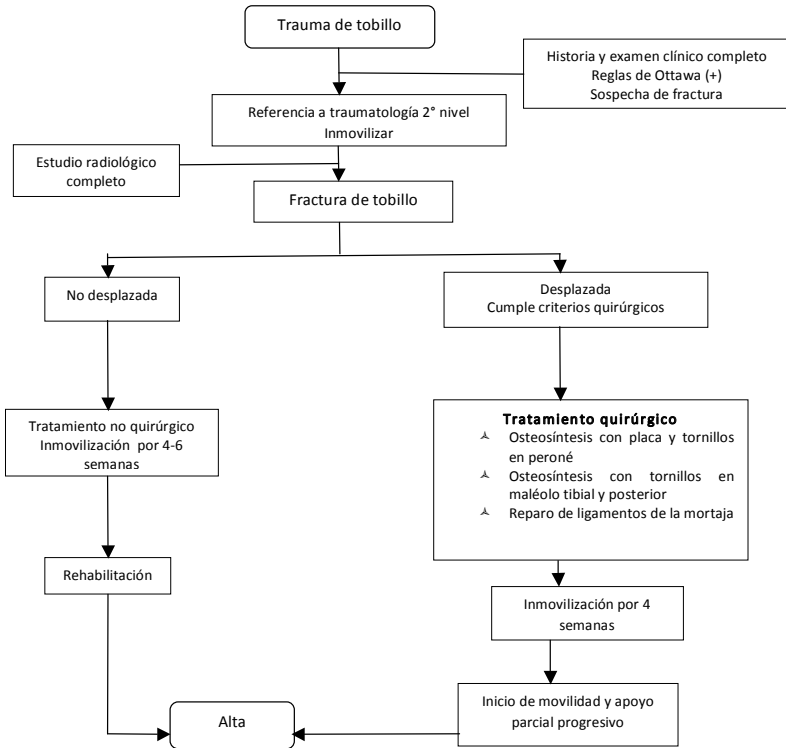 Trauma de tobillo
Historia y examen clínico completo
Reglas de Ottawa (+)
Sospecha de fractura
Referencia a traumatología 2° nivel
Inmovilizar
Estudio radiológico
completo
Fractura de tobillo
No desplazada
Desplazada
Cumple criterios quirúrgicos
Tratamiento no quirúrgico
Inmovilización por 4-6
semanas
Tratamiento quirúrgico
Osteosíntesis con placa y tornillos
en peroné
Osteosíntesis con tornillos en
maléolo tibial y posterior
Reparo de ligamentos de la mortaja
Rehabilitación
Inmovilización por 4
semanas
Inicio de movilidad y apoyo
parcial progresivo
Alta